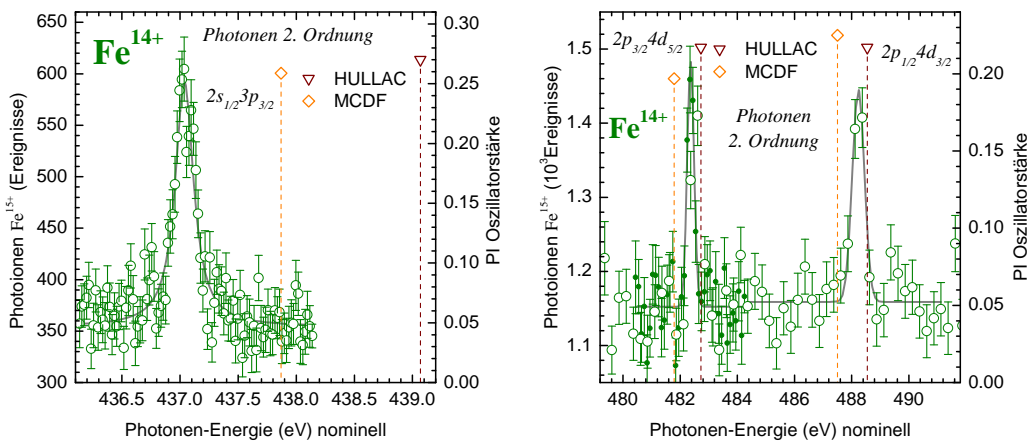 Fe14+
Photonen 2. Ordnung
HULLAC
MCDF
2s1/23p3/2
650
600
550
500
450
400
350
300
0.30
0.25
0.20
0.15
0.10
0.05
0.00
436.5
437.0
437.5
438.0
438.5
439.0
Photoionen Fe15+ (Ereignisse)
PI Oszillatorstärke
Photonen-Energie (eV) nominell
2p3/24d5/2
HULLAC
MCDF
2p1/24d3/2
Fe14+
Photonen
2. Ordnung
1.5
1.4
1.3
1.2
1.1
0.20
0.15
0.10
0.05
0.00
480
482
484
486
488
490
Photoionen Fe15+ (103Ereignisse)
PI Oszillatorstärke
Photonen-Energie (eV) nominell